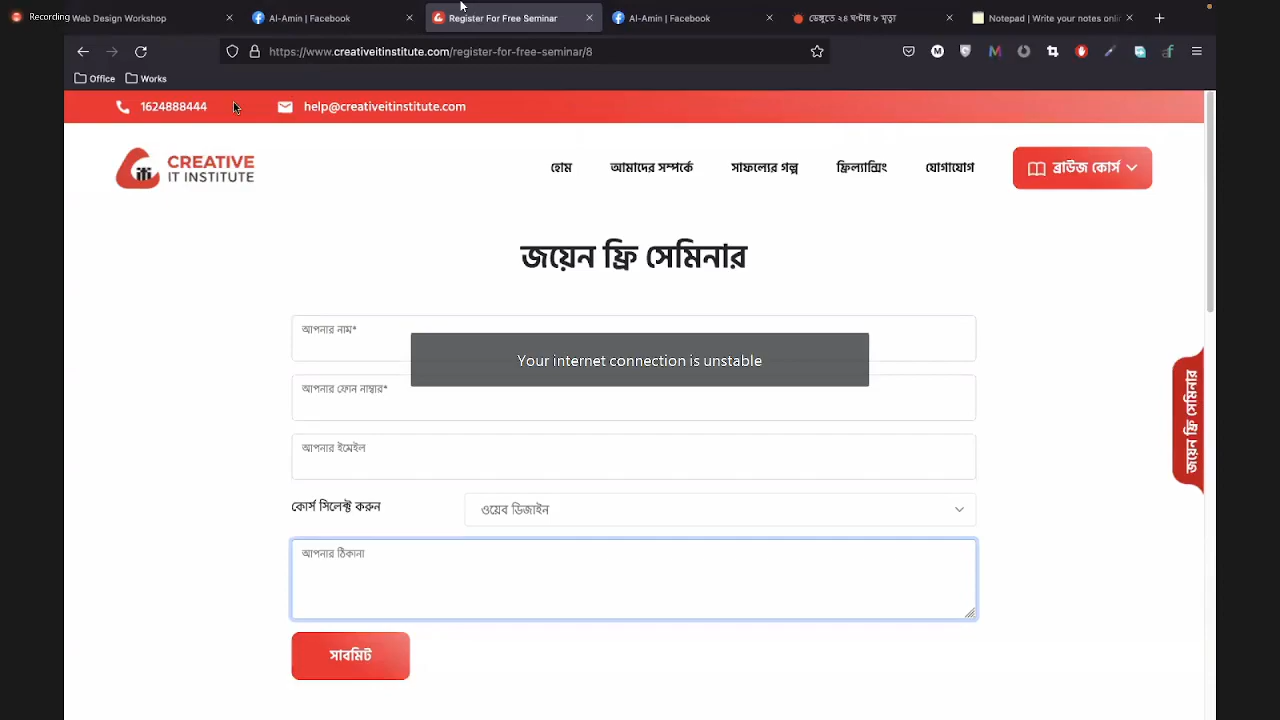 Recording
Web Design Workshop
Al-Amin | Facebook
Register For Free Seminar
Al-Amin | Facebook
ডেঙ্গুতে ২৪ ঘণ্টায় ৮ মৃত্যু
Notepad | Write your notes onli
https://www.creativeitinstitute.com/register-for-free-seminar/8
Office
Works
1624888444
help@creativeitinstitute.com
CREATIVE
IT INSTITUTE
হোম
আমাদের সম্পর্কে
সাফল্যের গল্প
ফ্রিল্যান্সিং
যোগাযোগ
ব্রাউজ কোর্স
জয়েন ফ্রি সেমিনার
আপনার নাম*
Your internet connection is unstable
আপনার ফোন নাম্বার*
আপনার ইমেইল
কোর্স সিলেক্ট করুন
ওয়েব ডিজাইন
আপনার ঠিকানা
সাবমিট
জয়েন ফ্রি সেমিনার